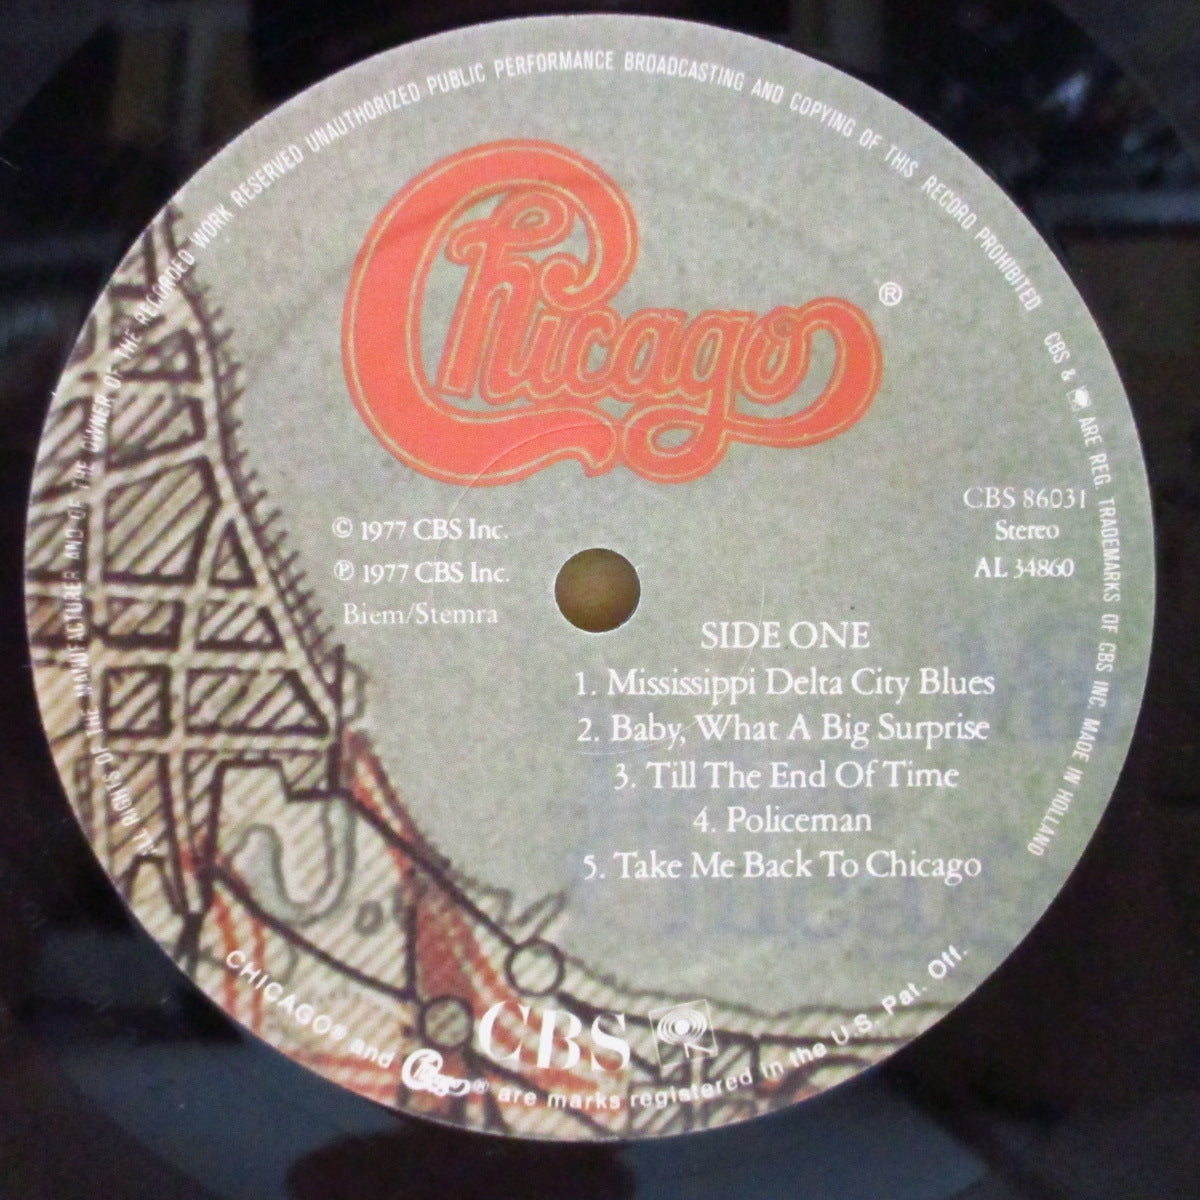 ALL RIGHTS OF THE MANUFACTURER AND OF THE OWNER OF THE RECORDED WORK RESERVED UNAUTHORIZED PUBLIC PERFORMANCE BROADCASTING AND COPYING OF THIS RECORD PROHIBITED CBS & ARE REG. TRADEMARKS OF CBS INC. MADE IN HOLLAND
Chicago ®
CBS 86031
Stereo
AL 34860
© 1977 CBS Inc.
℗ 1977 CBS Inc.
Biem/Stemra
SIDE ONE
1. Mississippi Delta City Blues
2. Baby, What A Big Surprise
3. Till The End Of Time
4. Policeman
5. Take Me Back To Chicago
CBS
CHICAGO® and Chicago® are marks registered in the U.S. Pat. Off.